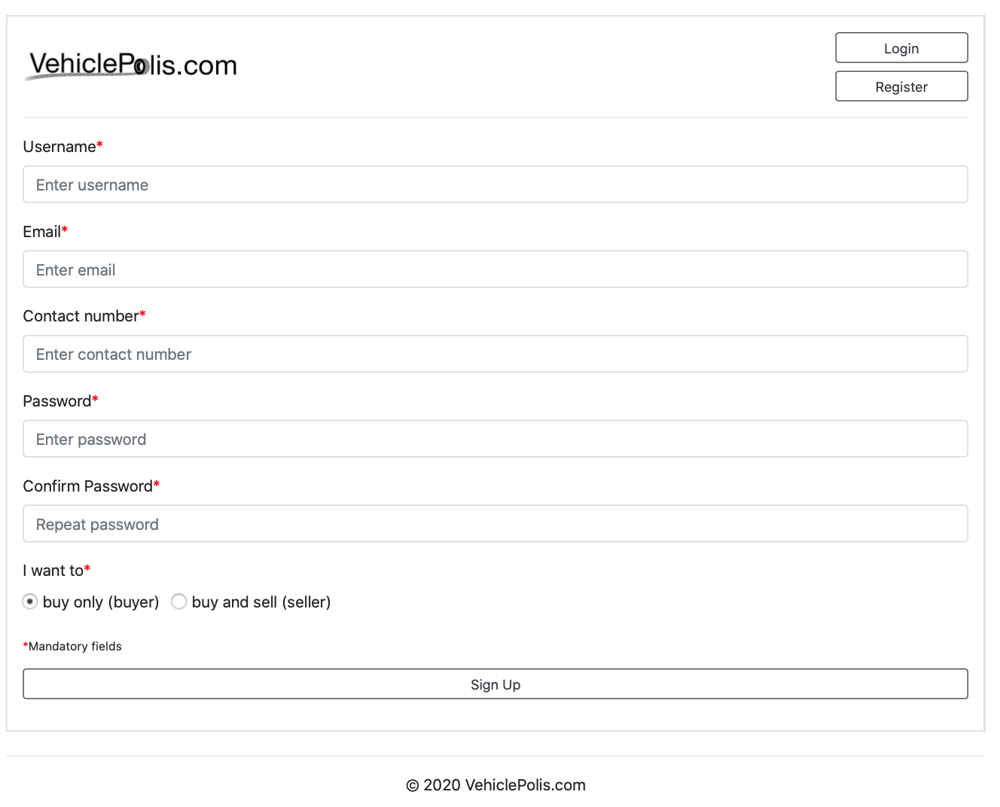 VehiclePolis.com
Login
Register
Username*
Enter username
Email*
Enter email
Contact number*
Enter contact number
Password*
Enter password
Confirm Password*
Repeat password
I want to*
buy only (buyer) buy and sell (seller)
*Mandatory fields
Sign Up
© 2020 VehiclePolis.com